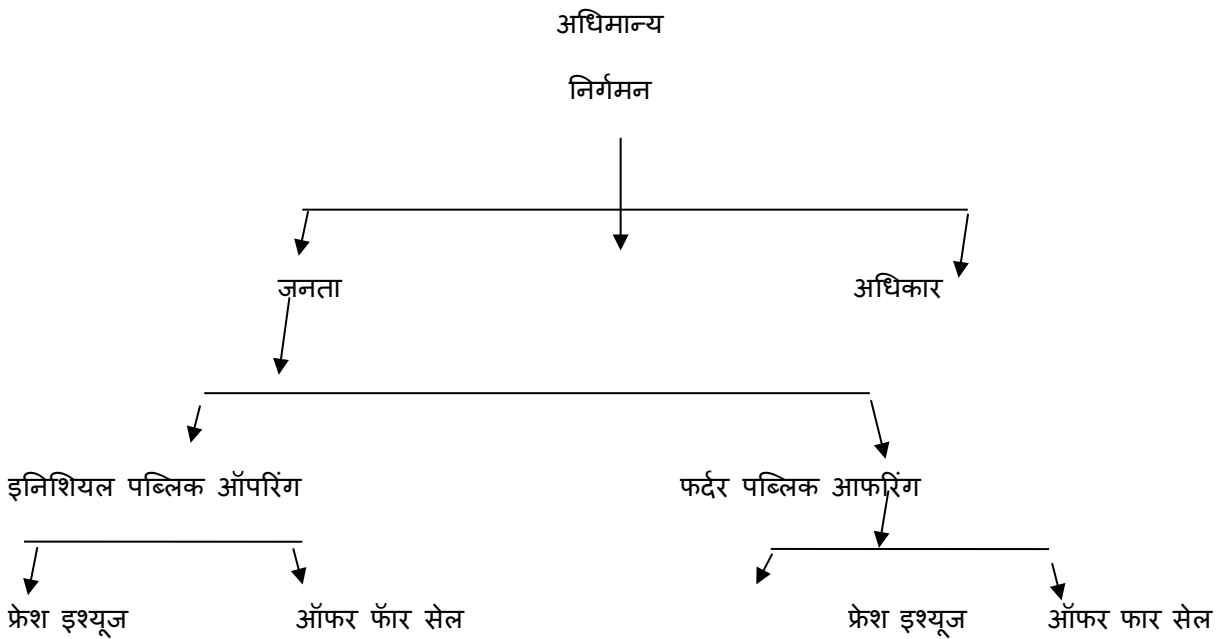 अधिमान्य
निर्गमन
जनता अधिकार
इनिशियल पब्लिक ऑपरिंग फर्दर पब्लिक आफरिंग
फ्रेश इश्यूज ऑफर फॅार सेल फ्रेश इश्यूज ऑफर फार सेल